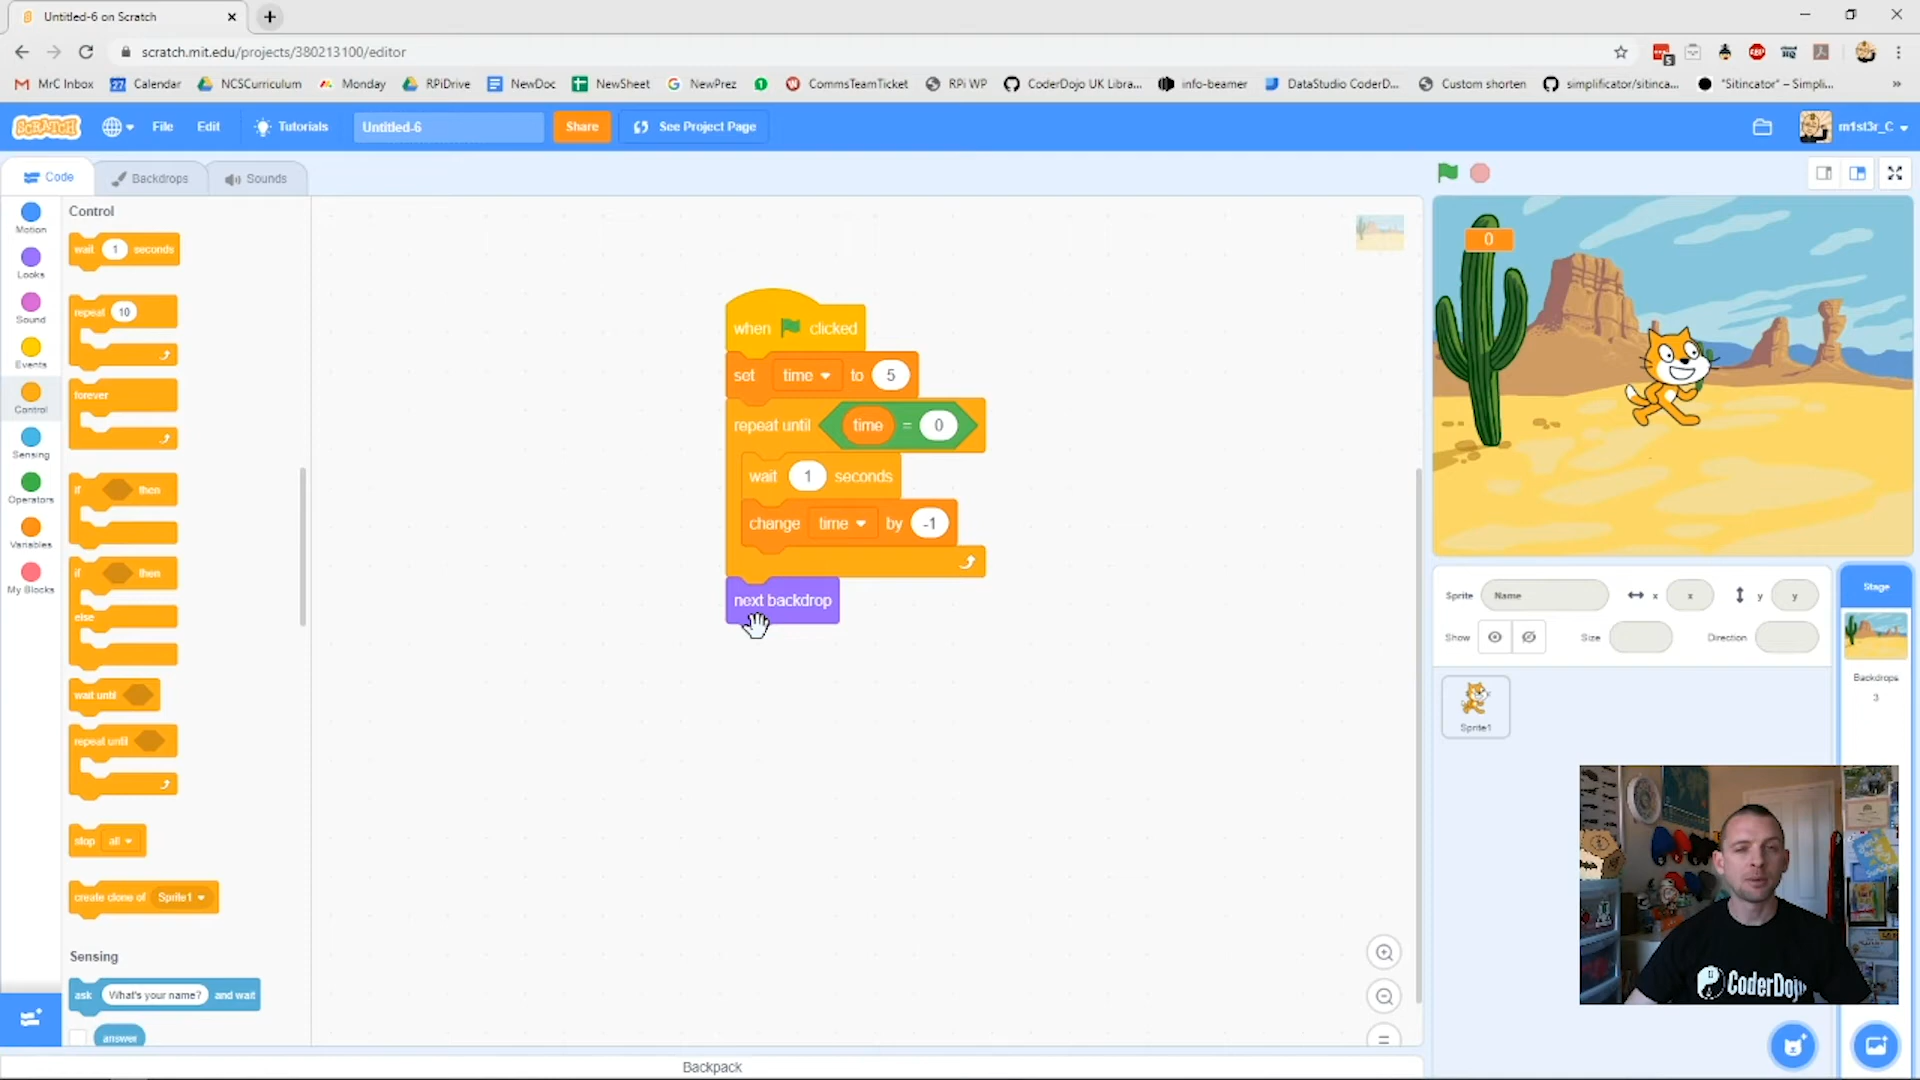 Untitled-6 on Scratch
scratch.mit.edu/projects/380213100/editor
5
MrC Inbox
27 Calendar
NCSCurriculum
Monday
RPiDrive
NewDoc
NewSheet
NewPrez
1
CommsTeamTicket
RPi WP
CoderDojo UK Libra...
info-beamer
DataStudio CoderD...
Custom shorten
simplificator/sitinca...
"Sitincator" – Simpli...
»
SCRATCH
File
Edit
Tutorials
Untitled-6
Share
See Project Page
m1st3r_C
Code
Backdrops
Sounds
Motion
Looks
Sound
Events
Control
Sensing
Operators
Variables
My Blocks
Control
wait 1 seconds
repeat 10
forever
if then
if then
else
wait until
repeat until
stop all
create clone of Sprite1
Sensing
ask What's your name? and wait
answer
when clicked
set time to 5
repeat until time = 0
wait 1 seconds
change time by -1
next backdrop
0
Sprite Name x x y y
Show Size Direction
Sprite1
Stage
Backdrops
3
CoderDojo
Backpack